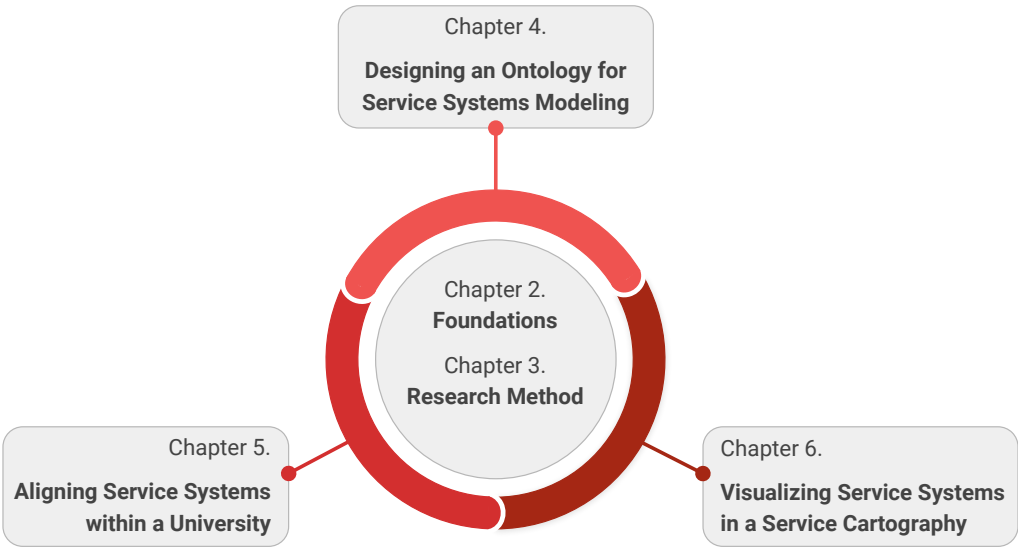 Chapter 4.
Designing an Ontology for
Service Systems Modeling
Chapter 2.
Foundations
Chapter 3.
Research Method
Chapter 5.
Aligning Service Systems
within a University
Chapter 6.
Visualizing Service Systems
in a Service Cartography